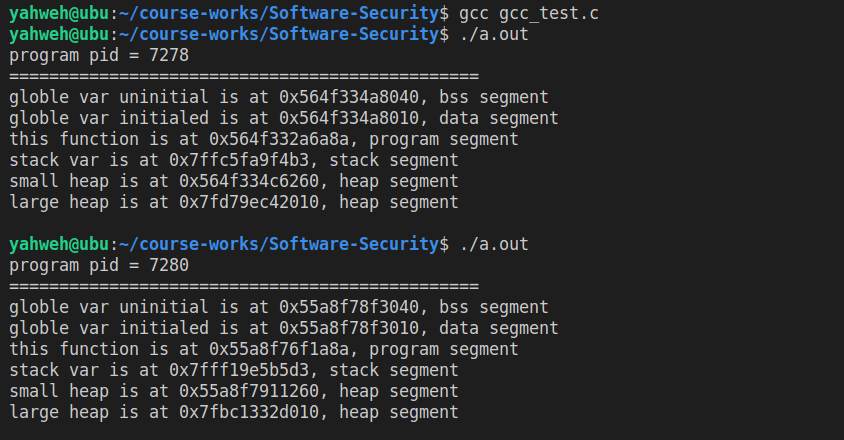 yahweh@ubu:~/course-works/Software-Security$ gcc gcc_test.c
yahweh@ubu:~/course-works/Software-Security$ ./a.out
program pid = 7278
===============================================
globle var uninitial is at 0x564f334a8040, bss segment
globle var initialed is at 0x564f334a8010, data segment
this function is at 0x564f332a6a8a, program segment
stack var is at 0x7ffc5fa9f4b3, stack segment
small heap is at 0x564f334c6260, heap segment
large heap is at 0x7fd79ec42010, heap segment
yahweh@ubu:~/course-works/Software-Security$ ./a.out
program pid = 7280
===============================================
globle var uninitial is at 0x55a8f78f3040, bss segment
globle var initialed is at 0x55a8f78f3010, data segment
this function is at 0x55a8f76f1a8a, program segment
stack var is at 0x7fff19e5b5d3, stack segment
small heap is at 0x55a8f7911260, heap segment
large heap is at 0x7fbc1332d010, heap segment